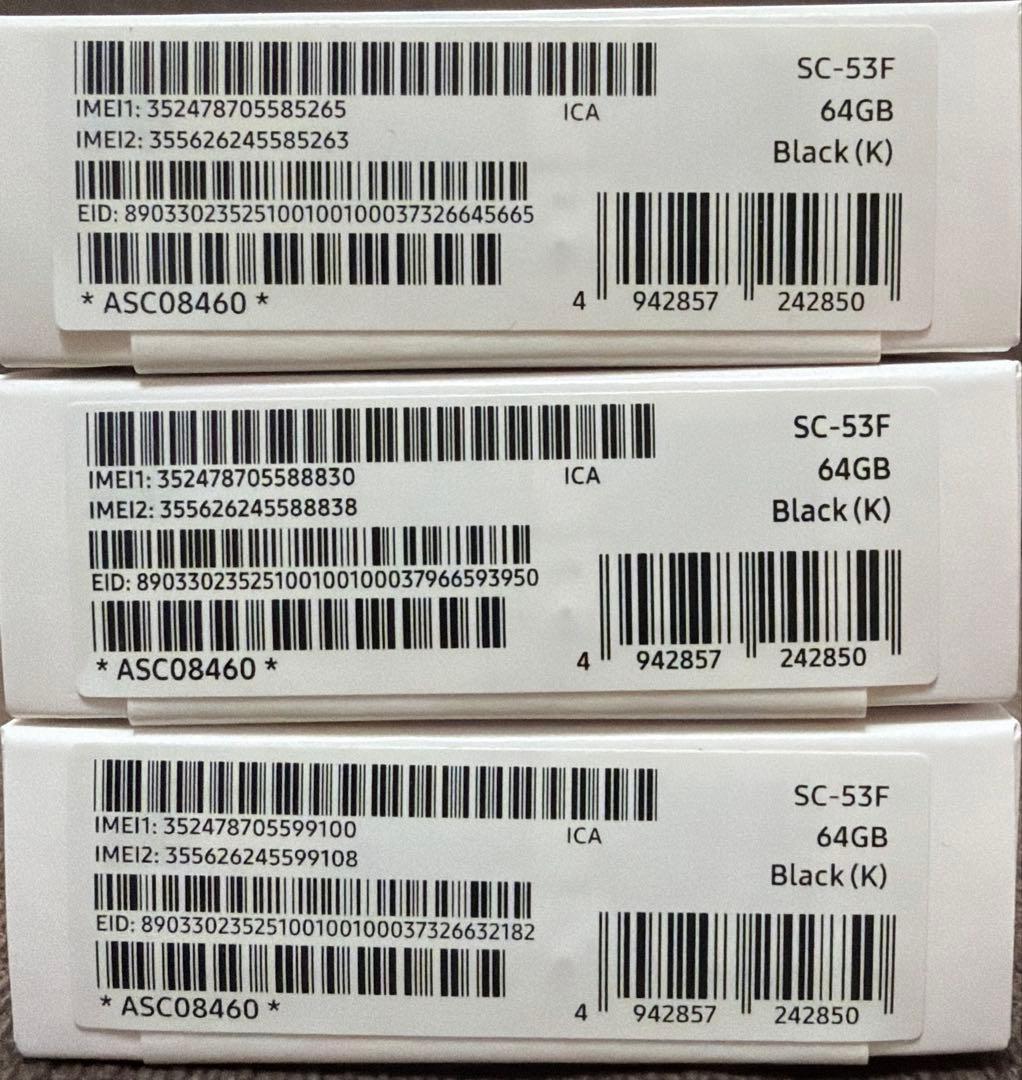 IMEI1: 352478705585265
ICA
IMEI2: 355626245585263
EID: 89033023525100100100037326645665
* ASC08460 *
SC-53F
64GB
Black (K)
4 942857 242850
IMEI1: 352478705588830
ICA
IMEI2: 355626245588838
EID: 89033023525100100100037966593950
* ASC08460 *
SC-53F
64GB
Black (K)
4 942857 242850
IMEI1: 352478705599100
ICA
IMEI2: 355626245599108
EID: 89033023525100100100037326632182
* ASC08460 *
SC-53F
64GB
Black (K)
4 942857 242850